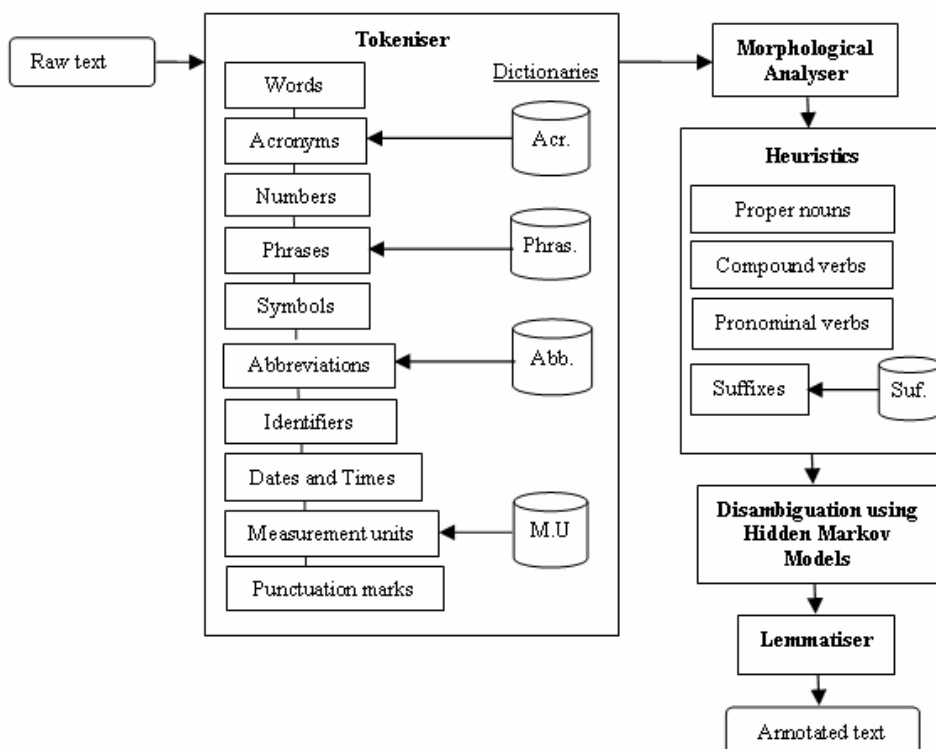 Raw text
Tokeniser
Dictionaries
Words
Acronyms
Acr.
Numbers
Phrases
Phras.
Symbols
Abbreviations
Abb.
Identifiers
Dates and Times
Measurement units
M.U
Punctuation marks
Morphological
Analyser
Heuristics
Proper nouns
Compound verbs
Pronominal verbs
Suffixes
Suf.
Disambiguation using
Hidden Markov
Models
Lemmatiser
Annotated text